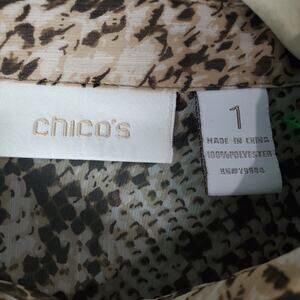 chico's
1
MADE IN CHINA
100%POLYESTER